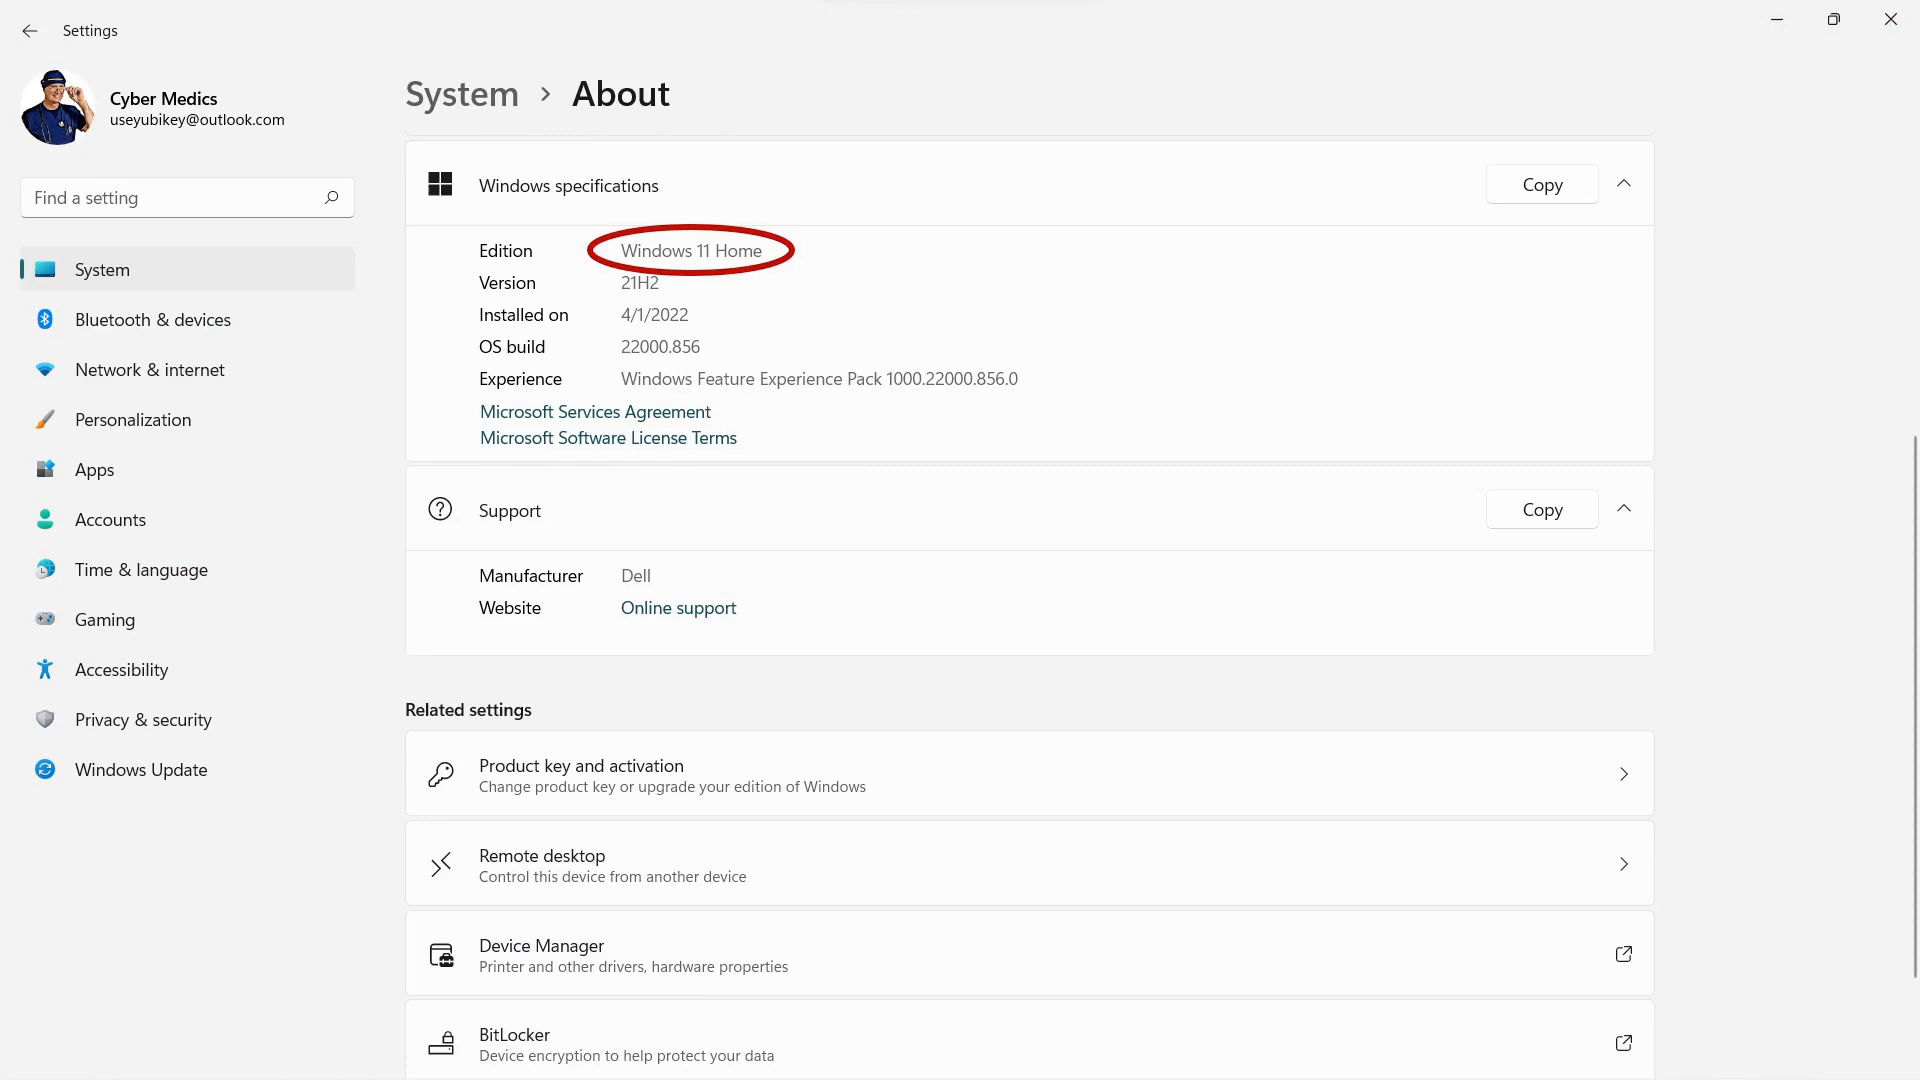 Settings
Cyber Medics
useyubikey@outlook.com
Find a setting
System
Bluetooth & devices
Network & internet
Personalization
Apps
Accounts
Time & language
Gaming
Accessibility
Privacy & security
Windows Update
System > About
Windows specifications
Copy
Edition Windows 11 Home
Version 21H2
Installed on 4/1/2022
OS build 22000.856
Experience Windows Feature Experience Pack 1000.22000.856.0
Microsoft Services Agreement
Microsoft Software License Terms
Support
Copy
Manufacturer Dell
Website Online support
Related settings
Product key and activation
Change product key or upgrade your edition of Windows
Remote desktop
Control this device from another device
Device Manager
Printer and other drivers, hardware properties
BitLocker
Device encryption to help protect your data